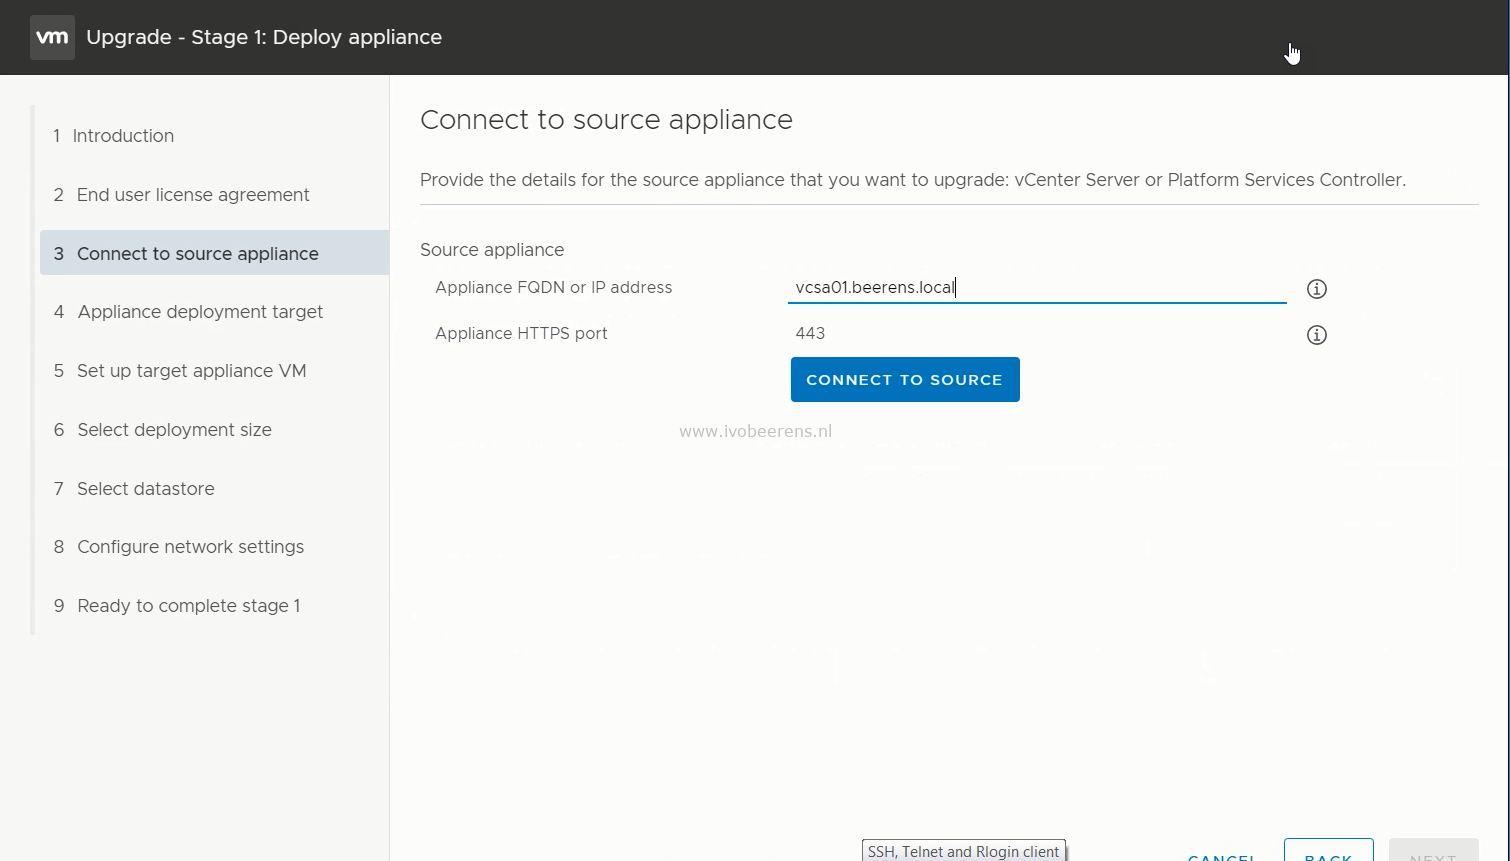 vm Upgrade - Stage 1: Deploy appliance
1 Introduction
2 End user license agreement
3 Connect to source appliance
4 Appliance deployment target
5 Set up target appliance VM
6 Select deployment size
7 Select datastore
8 Configure network settings
9 Ready to complete stage 1
Connect to source appliance
Provide the details for the source appliance that you want to upgrade: vCenter Server or Platform Services Controller.
Source appliance
Appliance FQDN or IP address vcsa01.beerens.local
Appliance HTTPS port 443
CONNECT TO SOURCE
www.ivobeerens.nl
SSH, Telnet and Rlogin client
CANCEL BACK NEXT